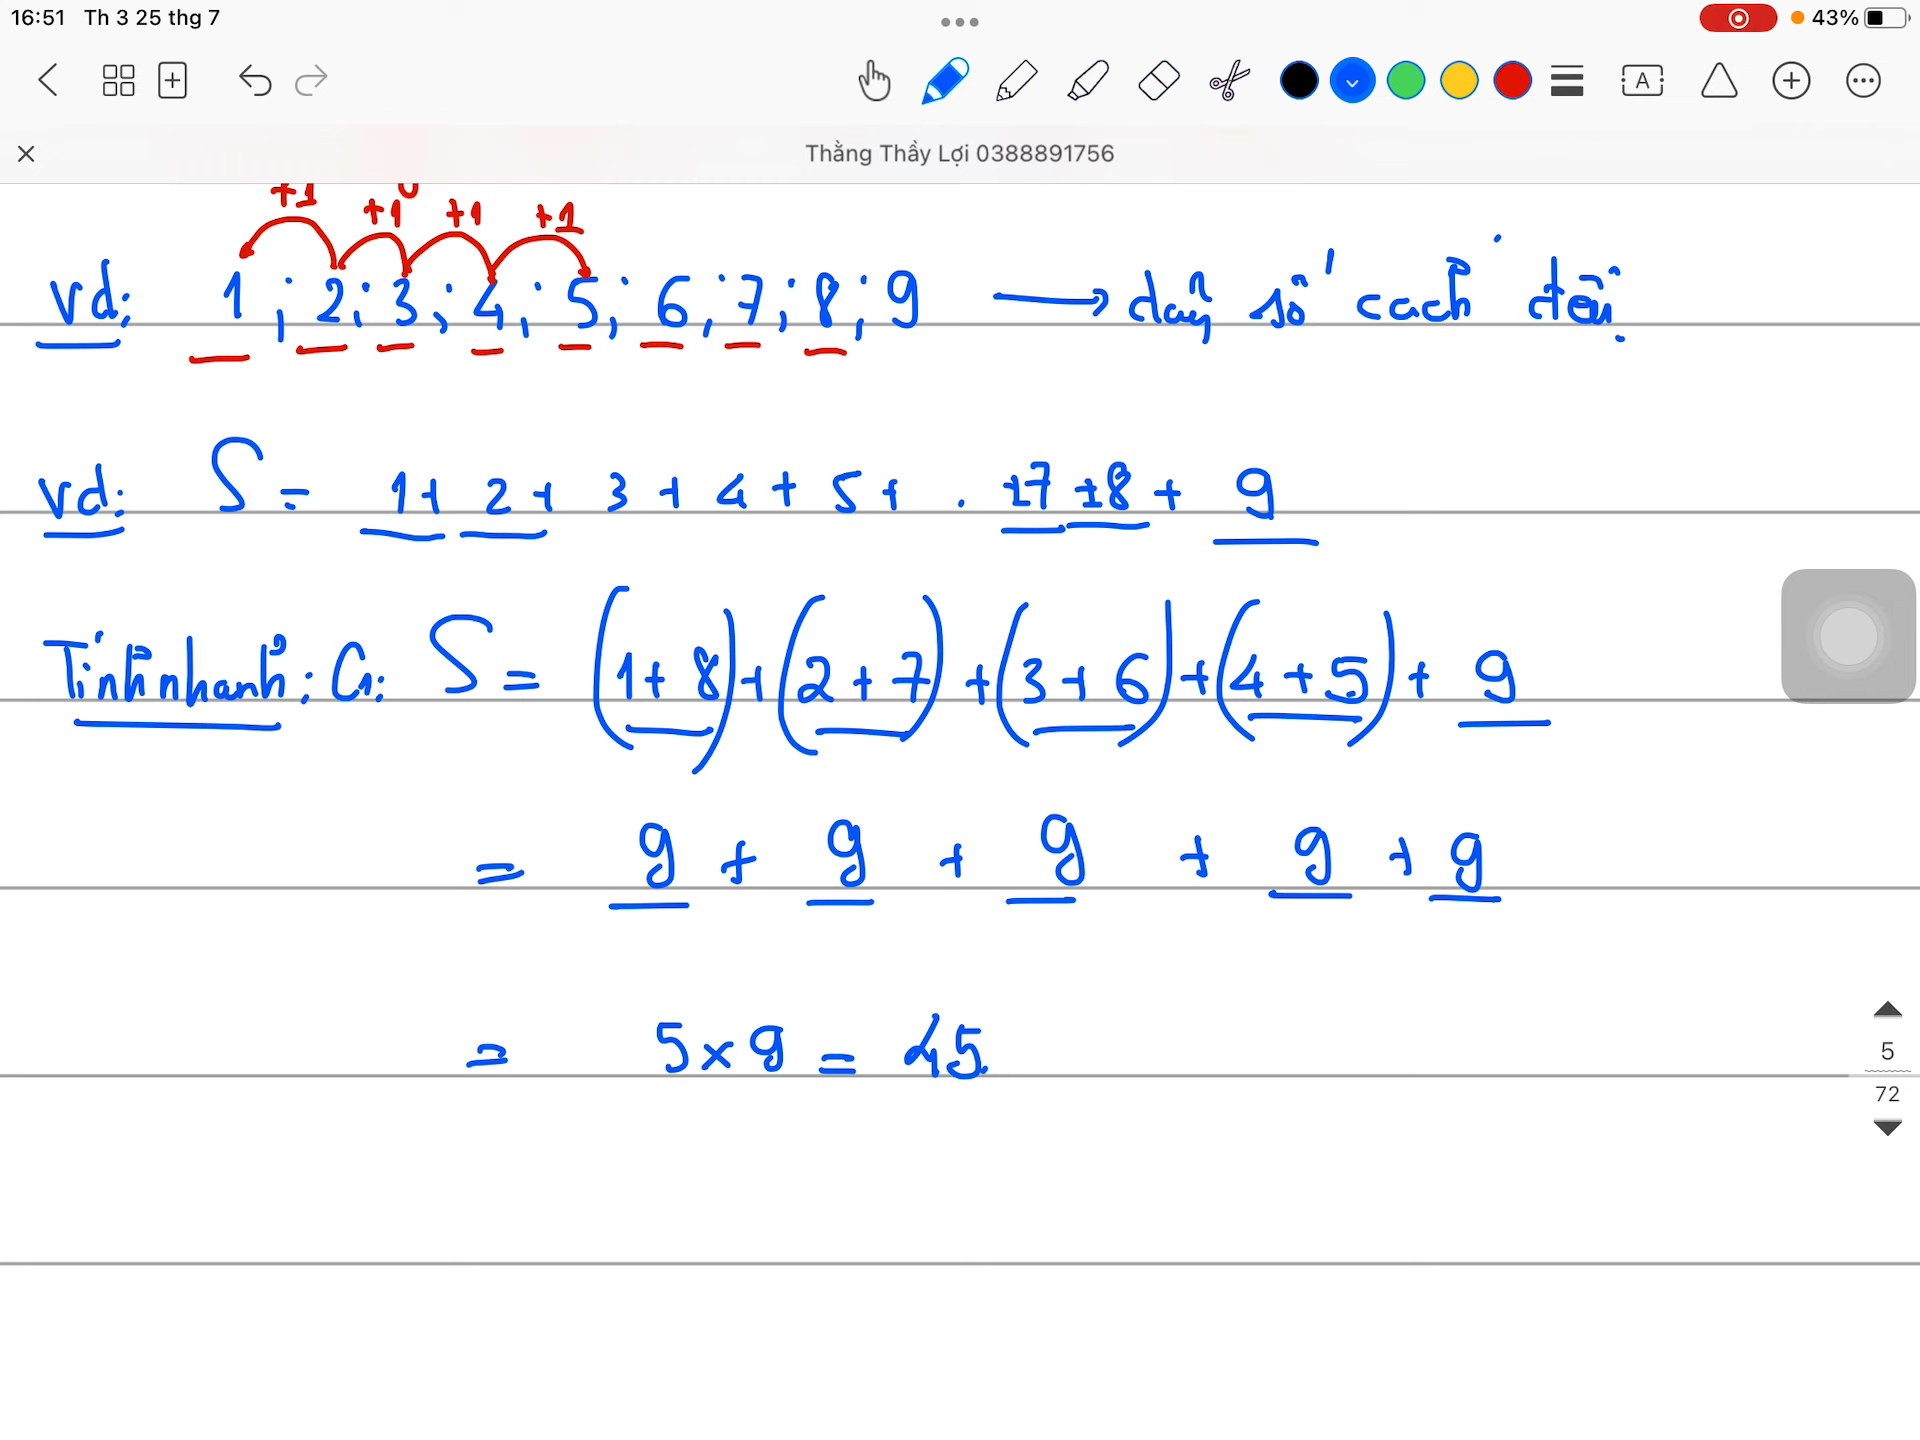 16:51 Th 3 25 thg 7
43%
A
Thằng Thầy Lợi 0388891756
+1 +1 +1 +1
vd: 1 ; 2 ; 3 ; 4 ; 5 ; 6 ; 7 ; 8 ; 9 → dãy số cách đều.
vd: S = 1 + 2 + 3 + 4 + 5 + . +7 +8 + 9
Tính nhanh: C1: S = (1 + 8) + (2 + 7) + (3 + 6) + (4 + 5) + 9
= 9 + 9 + 9 + 9 + 9
= 5 x 9 = 45.
5
72